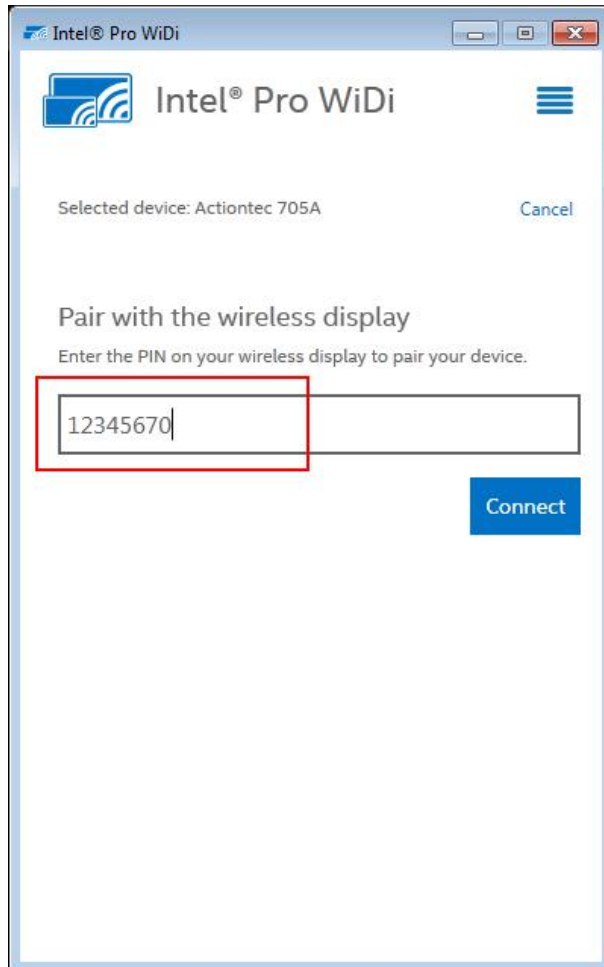 Intel® Pro WiDi
Intel® Pro WiDi
Selected device: Actiontec 705A Cancel
Pair with the wireless display
Enter the PIN on your wireless display to pair your device.
12345670
Connect